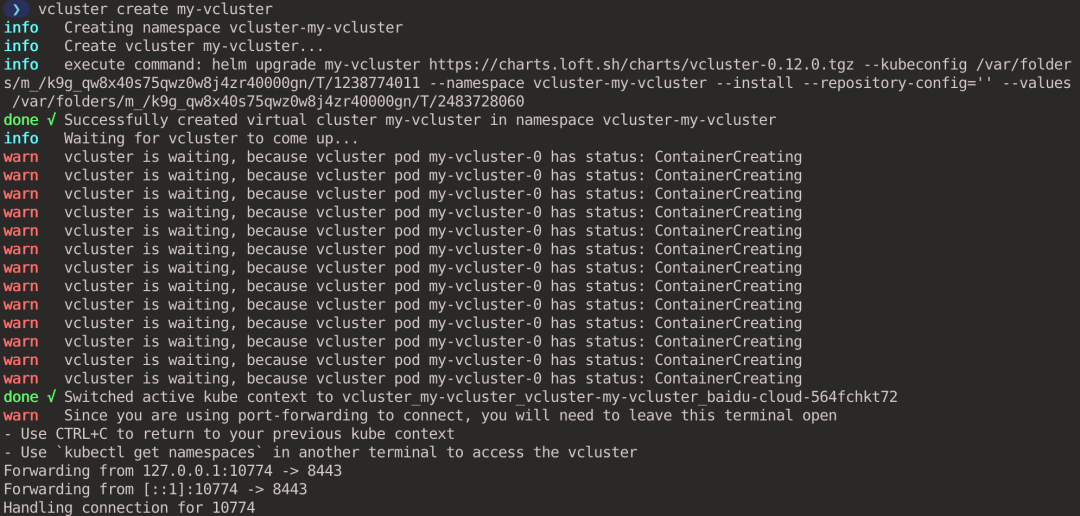 ❯ vcluster create my-vcluster
info Creating namespace vcluster-my-vcluster
info Create vcluster my-vcluster...
info execute command: helm upgrade my-vcluster https://charts.loft.sh/charts/vcluster-0.12.0.tgz --kubeconfig /var/folder
s/m_/k9g_qw8x40s75qwz0w8j4zr40000gn/T/1238774011 --namespace vcluster-my-vcluster --install --repository-config='' --values
/var/folders/m_/k9g_qw8x40s75qwz0w8j4zr40000gn/T/2483728060
done √ Successfully created virtual cluster my-vcluster in namespace vcluster-my-vcluster
info Waiting for vcluster to come up...
warn vcluster is waiting, because vcluster pod my-vcluster-0 has status: ContainerCreating
warn vcluster is waiting, because vcluster pod my-vcluster-0 has status: ContainerCreating
warn vcluster is waiting, because vcluster pod my-vcluster-0 has status: ContainerCreating
warn vcluster is waiting, because vcluster pod my-vcluster-0 has status: ContainerCreating
warn vcluster is waiting, because vcluster pod my-vcluster-0 has status: ContainerCreating
warn vcluster is waiting, because vcluster pod my-vcluster-0 has status: ContainerCreating
warn vcluster is waiting, because vcluster pod my-vcluster-0 has status: ContainerCreating
warn vcluster is waiting, because vcluster pod my-vcluster-0 has status: ContainerCreating
warn vcluster is waiting, because vcluster pod my-vcluster-0 has status: ContainerCreating
warn vcluster is waiting, because vcluster pod my-vcluster-0 has status: ContainerCreating
warn vcluster is waiting, because vcluster pod my-vcluster-0 has status: ContainerCreating
warn vcluster is waiting, because vcluster pod my-vcluster-0 has status: ContainerCreating
warn vcluster is waiting, because vcluster pod my-vcluster-0 has status: ContainerCreating
done √ Switched active kube context to vcluster_my-vcluster_vcluster-my-vcluster_baidu-cloud-564fchkt72
warn Since you are using port-forwarding to connect, you will need to leave this terminal open
- Use CTRL+C to return to your previous kube context
- Use `kubectl get namespaces` in another terminal to access the vcluster
Forwarding from 127.0.0.1:10774 -> 8443
Forwarding from [::1]:10774 -> 8443
Handling connection for 10774